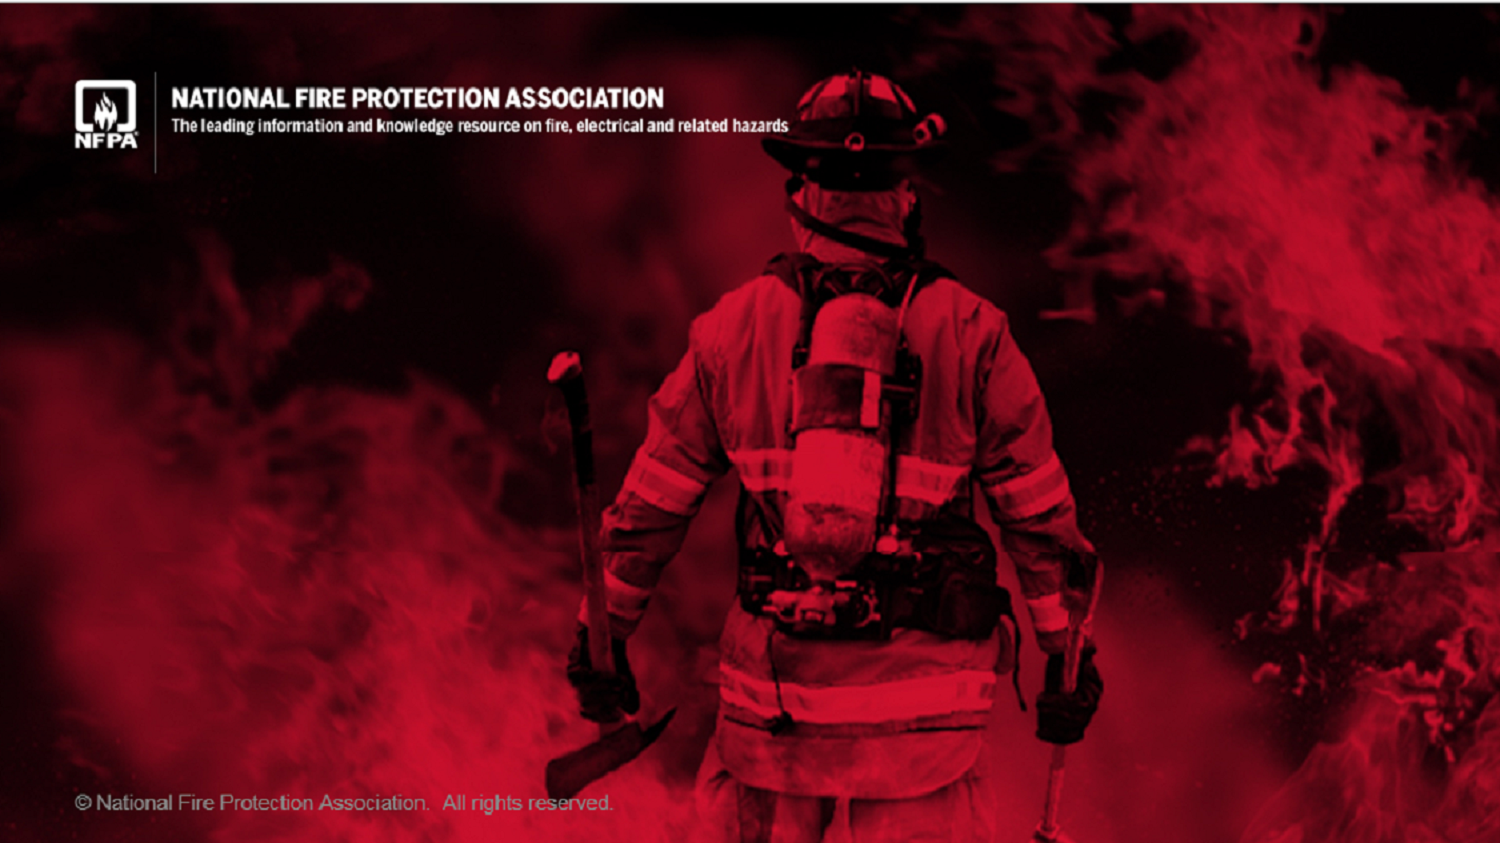 NFPA
NATIONAL FIRE PROTECTION ASSOCIATION
The leading information and knowledge resource on fire, electrical and related hazards
© National Fire Protection Association. All rights reserved.